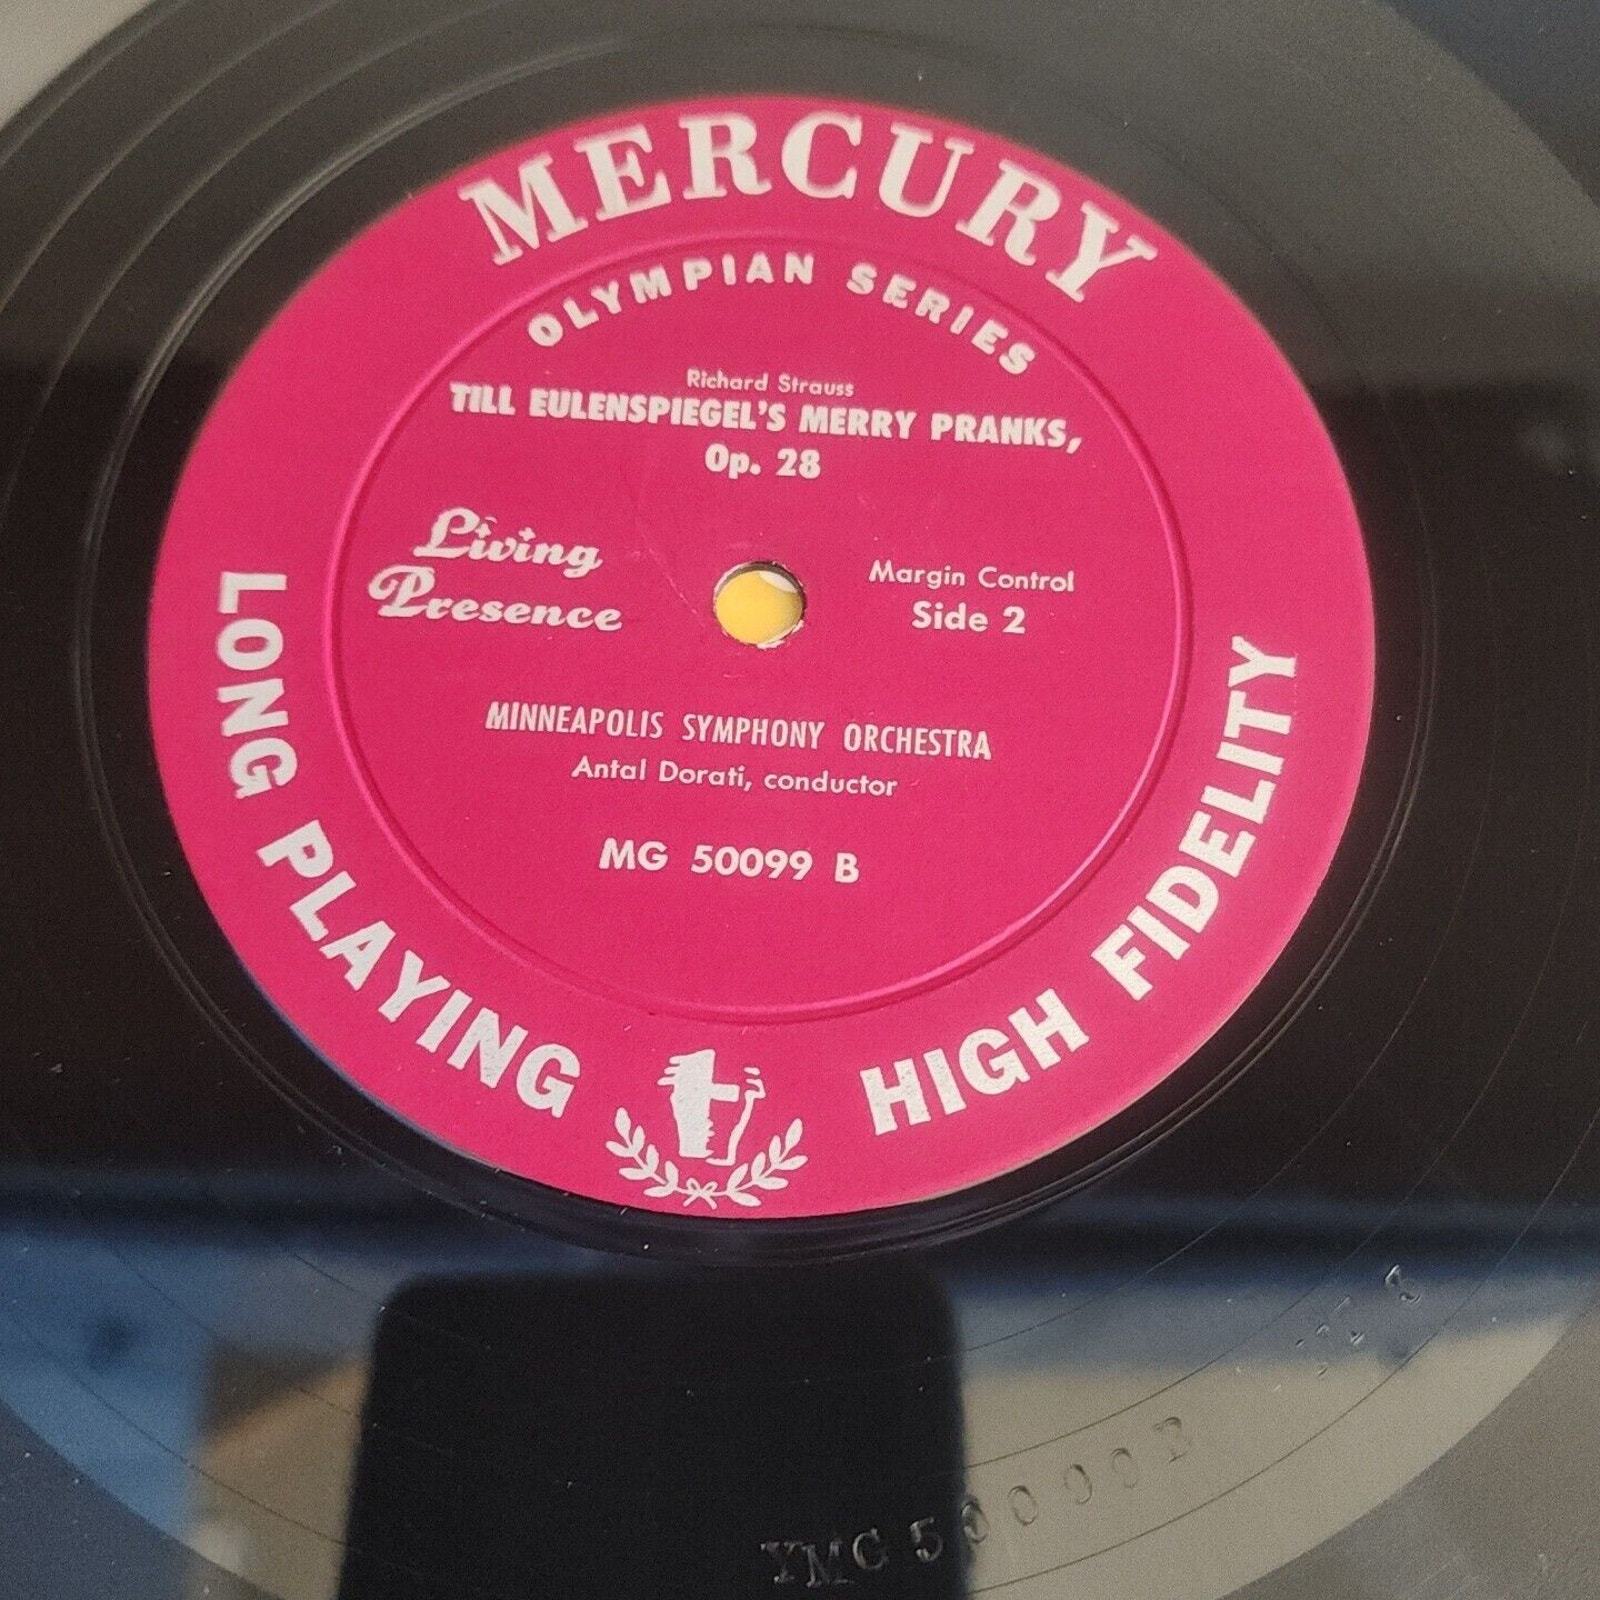 MERCURY
OLYMPIAN SERIES
Richard Strauss
TILL EULENSPIEGEL'S MERRY PRANKS,
Op. 28
Living
Presence
Margin Control
Side 2
MINNEAPOLIS SYMPHONY ORCHESTRA
Antal Dorati, conductor
MG 50099 B
LONG PLAYING
HIGH FIDELITY